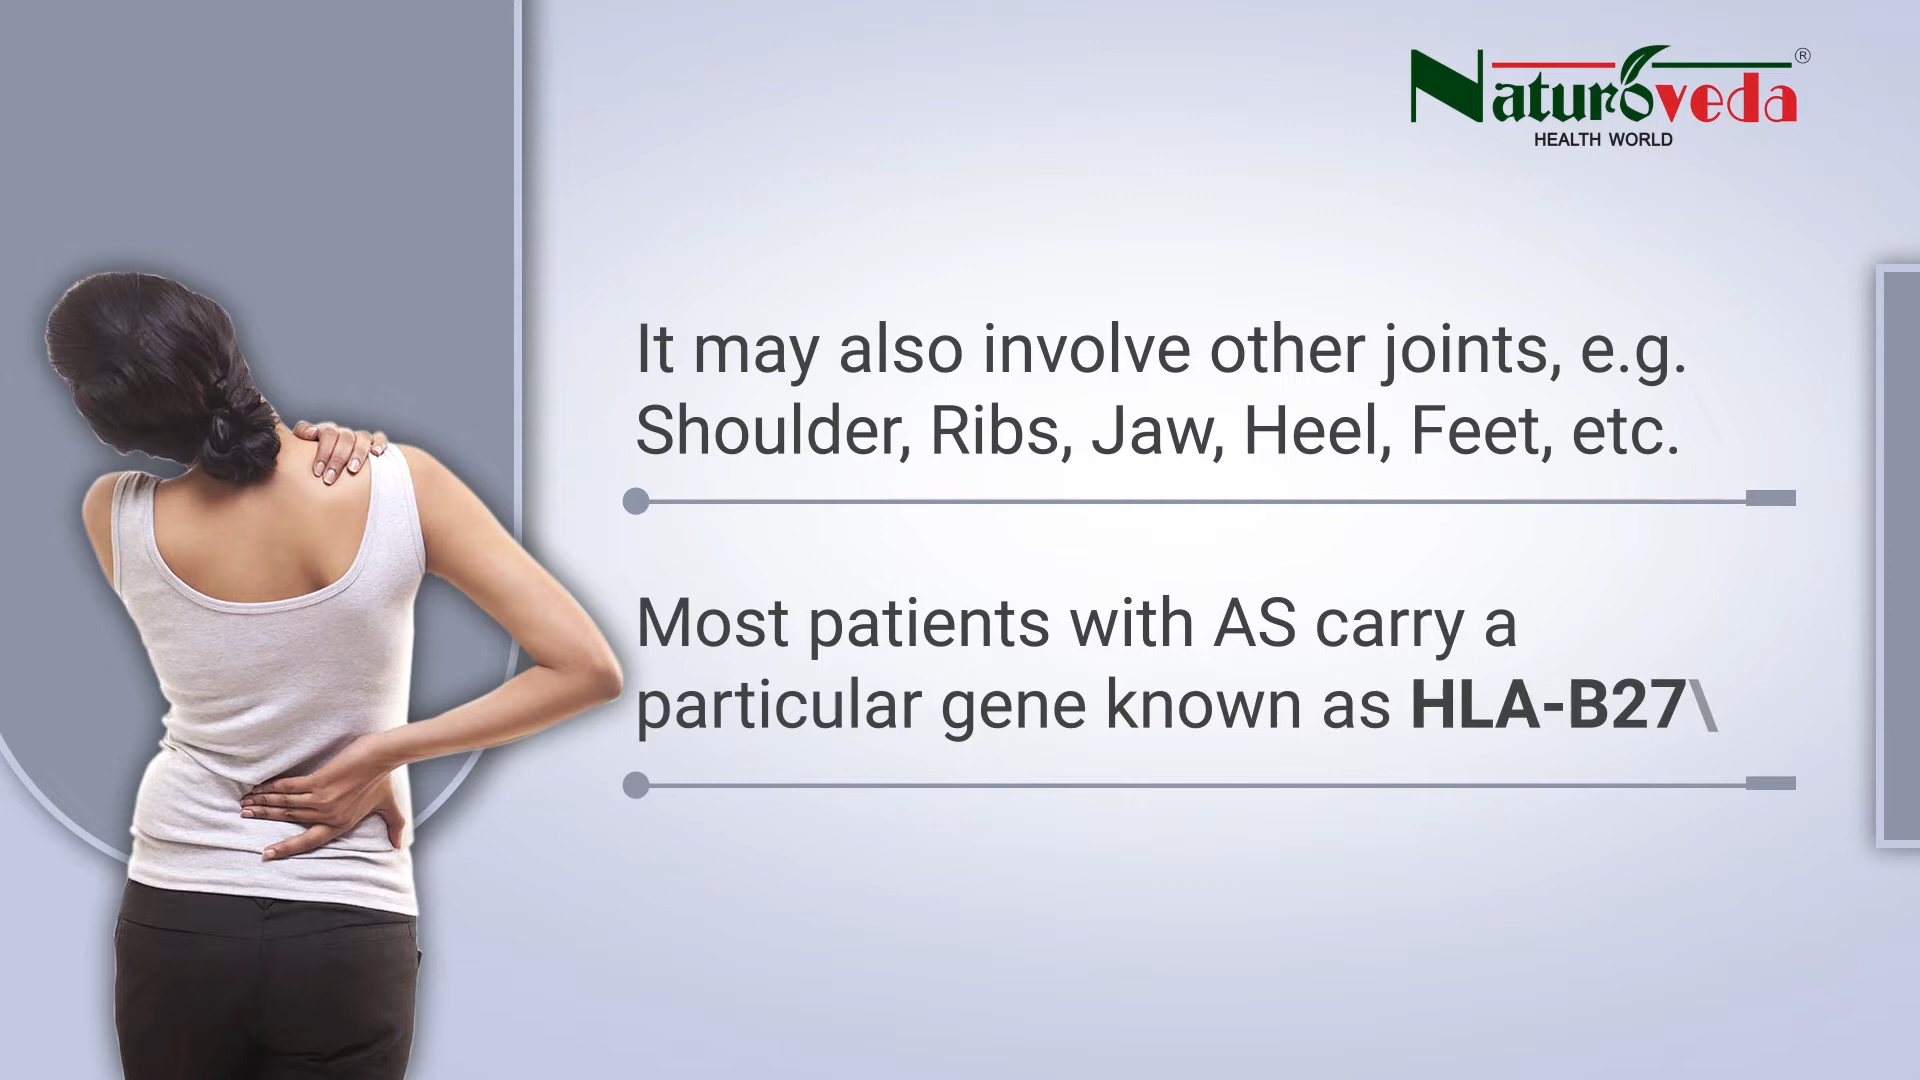 Naturoveda®
HEALTH WORLD
It may also involve other joints, e.g.
Shoulder, Ribs, Jaw, Heel, Feet, etc.
Most patients with AS carry a
particular gene known as HLA-B27\